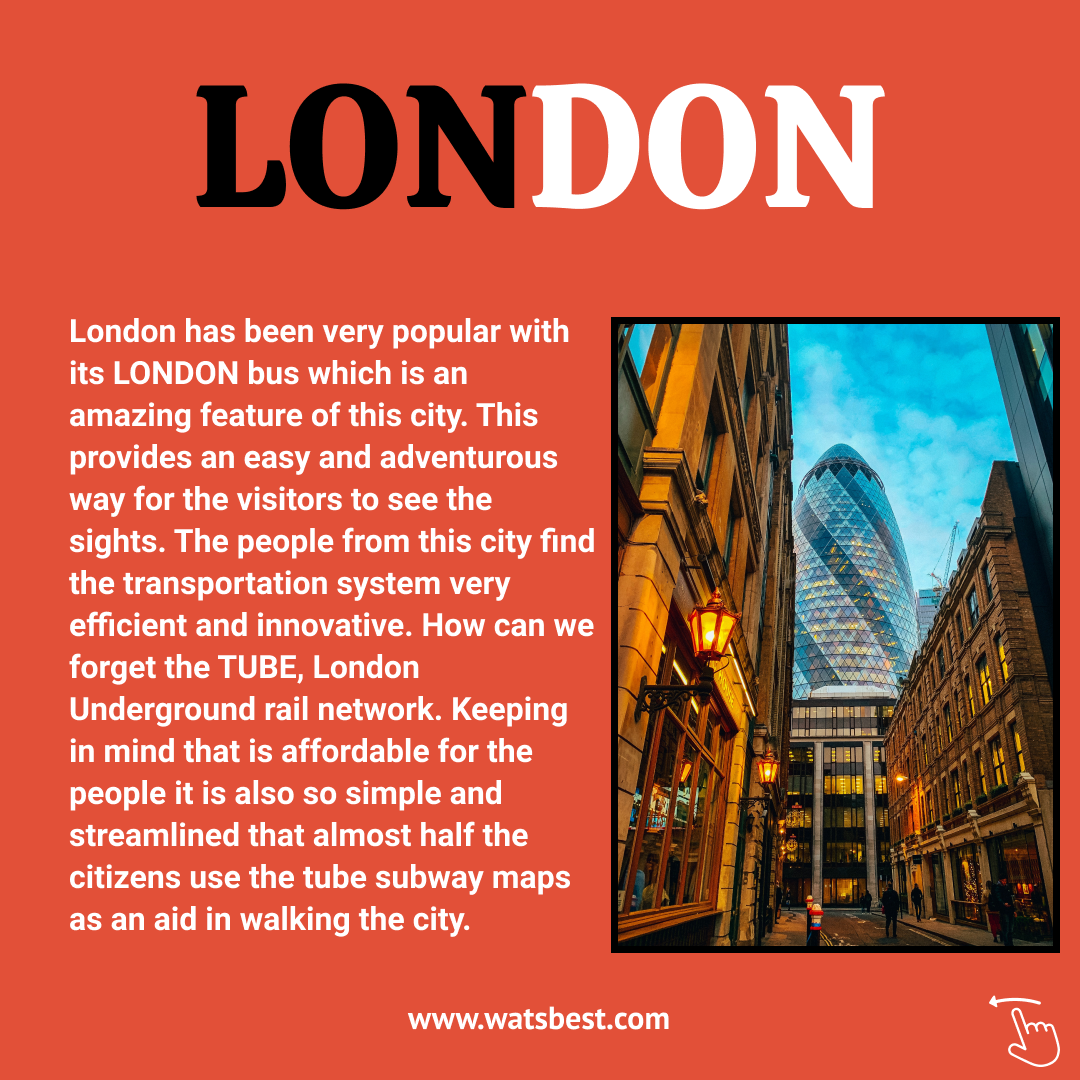 LONDON
London has been very popular with
its LONDON bus which is an
amazing feature of this city. This
provides an easy and adventurous
way for the visitors to see the
sights. The people from this city find
the transportation system very
efficient and innovative. How can we
forget the TUBE, London
Underground rail network. Keeping
in mind that is affordable for the
people it is also so simple and
streamlined that almost half the
citizens use the tube subway maps
as an aid in walking the city.
www.watsbest.com